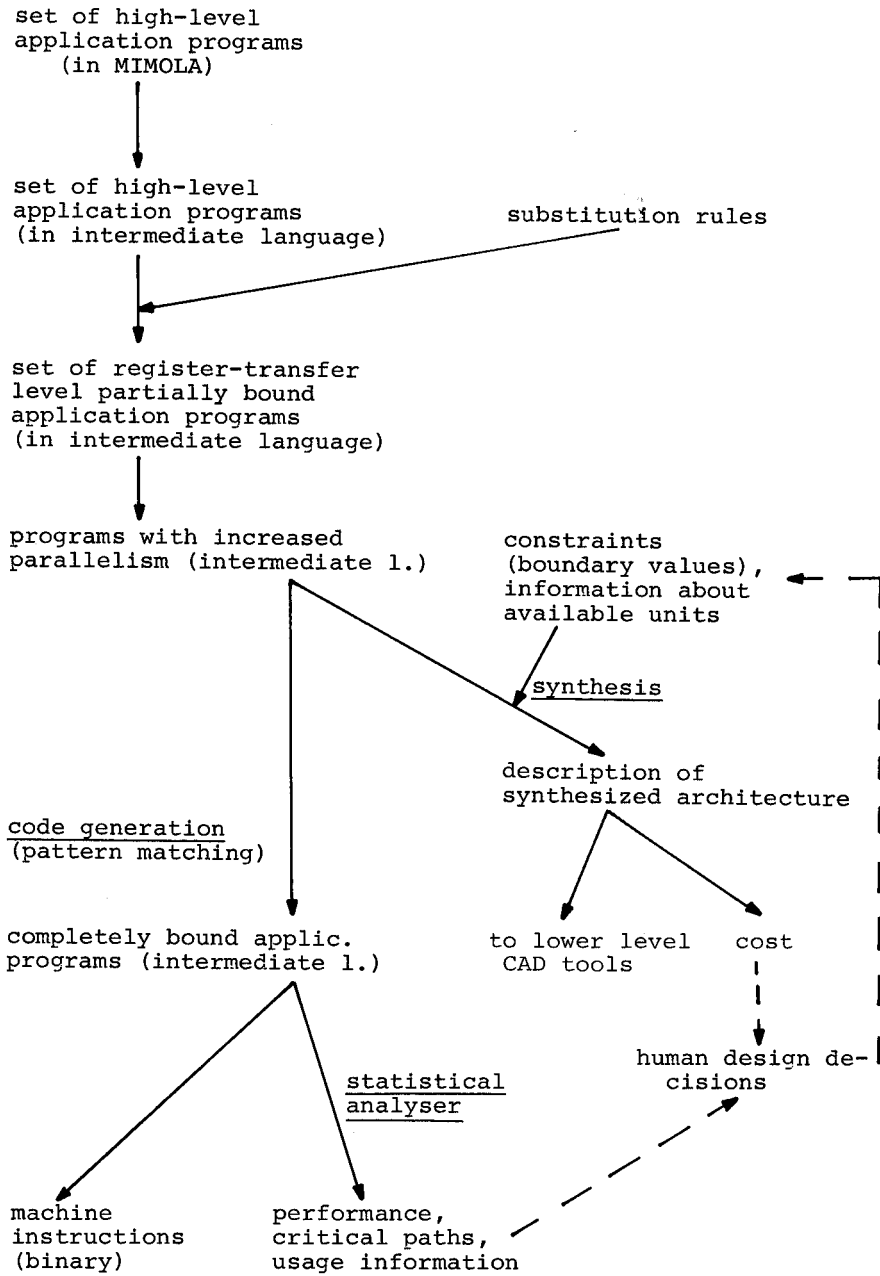 set of high-level
application programs
(in MIMOLA)
set of high-level
application programs
(in intermediate language)
substitution rules
set of register-transfer
level partially bound
application programs
(in intermediate language)
programs with increased
parallelism (intermediate l.)
constraints
(boundary values),
information about
available units
synthesis
description of
synthesized architecture
code generation
(pattern matching)
completely bound applic.
programs (intermediate l.)
to lower level
CAD tools
cost
human design de-
cisions
statistical
analyser
machine
instructions
(binary)
performance,
critical paths,
usage information